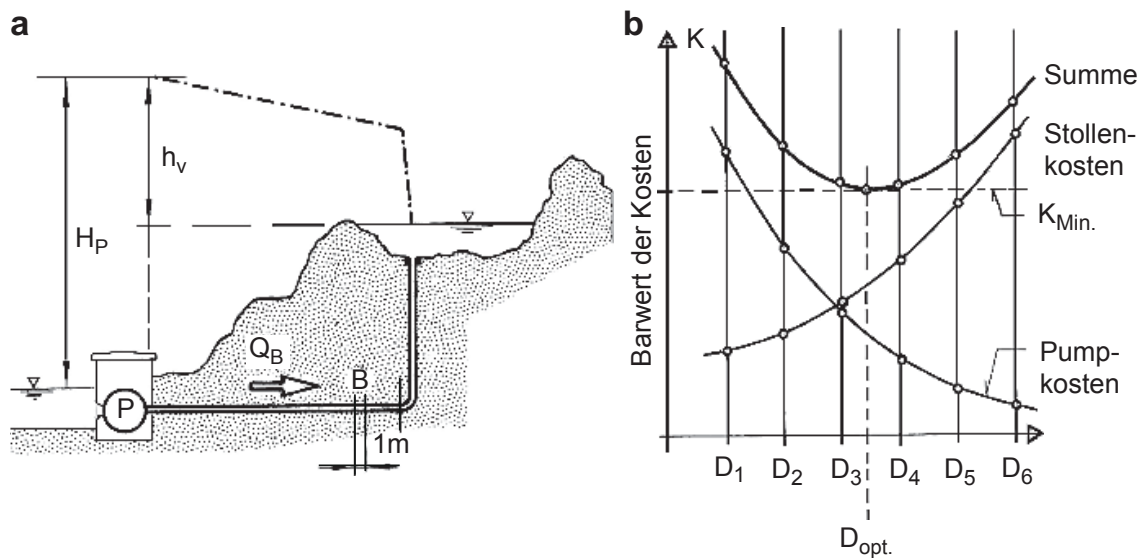 a
h_v
H_P
Q_B
B
P
1m
b
K
Barwert der Kosten
Summe
Stollen-
kosten
K_Min.
Pump-
kosten
D_1 D_2 D_3 D_4 D_5 D_6
D_opt.